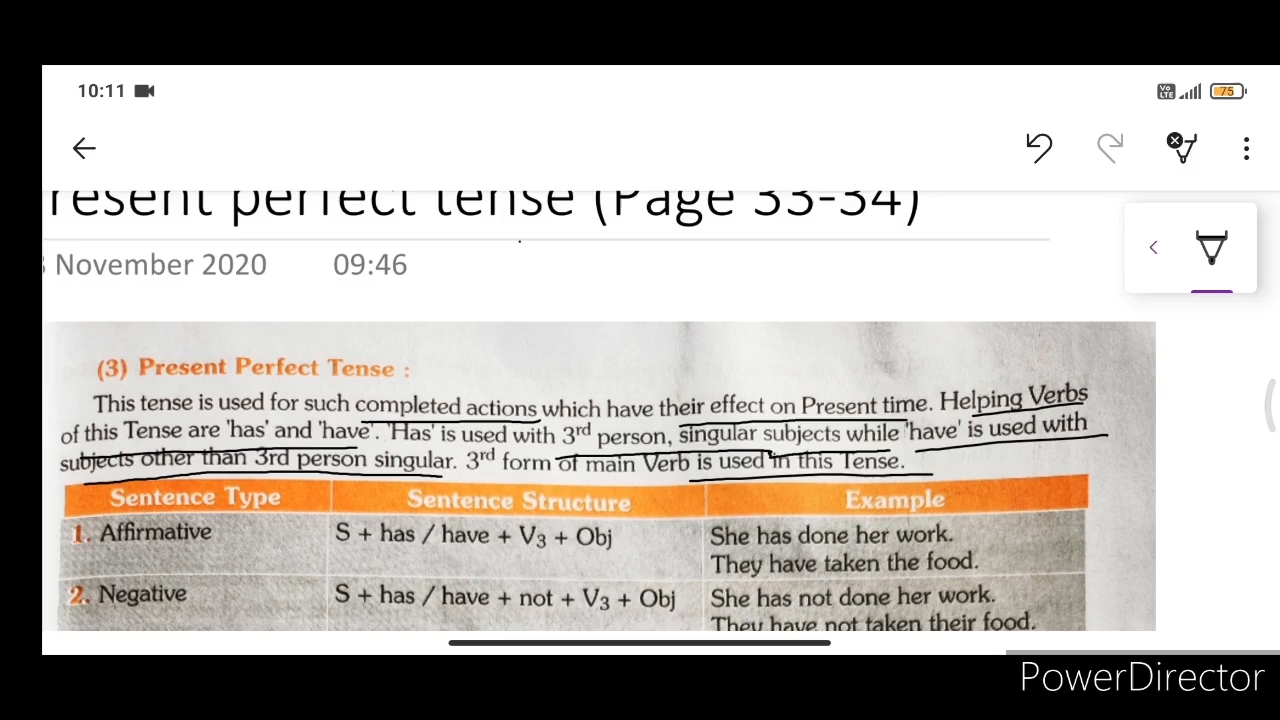 10:11
Vo LTE 75
resent perfect tense (Page 33-34)
November 2020 09:46
(3) Present Perfect Tense :
This tense is used for such completed actions which have their effect on Present time. Helping Verbs
of this Tense are 'has' and 'have'. 'Has' is used with 3rd person, singular subjects while 'have' is used with
subjects other than 3rd person singular. 3rd form of main Verb is used in this Tense.
Sentence Type Sentence Structure Example
1. Affirmative S + has / have + V3 + Obj She has done her work.
They have taken the food.
2. Negative S + has / have + not + V3 + Obj She has not done her work.
They have not taken their food.
PowerDirector